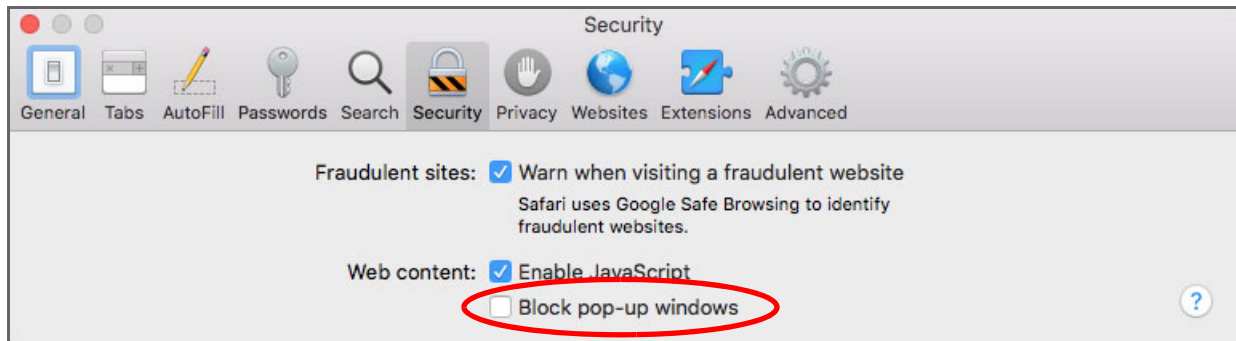 Security
General Tabs AutoFill Passwords Search Security Privacy Websites Extensions Advanced
Fraudulent sites: Warn when visiting a fraudulent website
Safari uses Google Safe Browsing to identify
fraudulent websites.
Web content: Enable JavaScript
Block pop-up windows
?